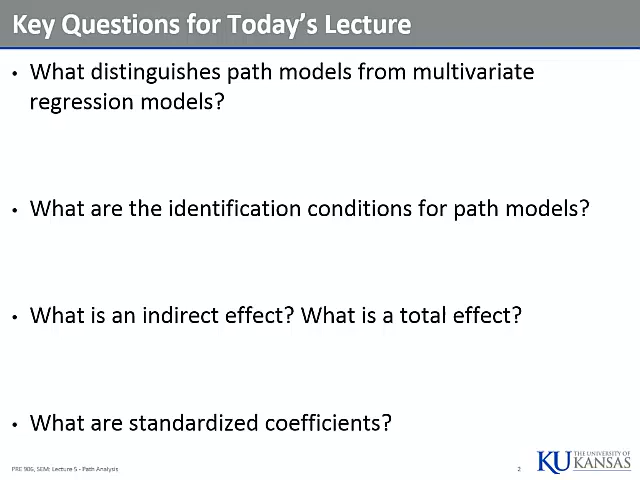 Key Questions for Today's Lecture
• What distinguishes path models from multivariate
regression models?
• What are the identification conditions for path models?
• What is an indirect effect? What is a total effect?
• What are standardized coefficients?
PRE 906, SEM: Lecture 5 - Path Analysis
2
KU THE UNIVERSITY OF
KANSAS